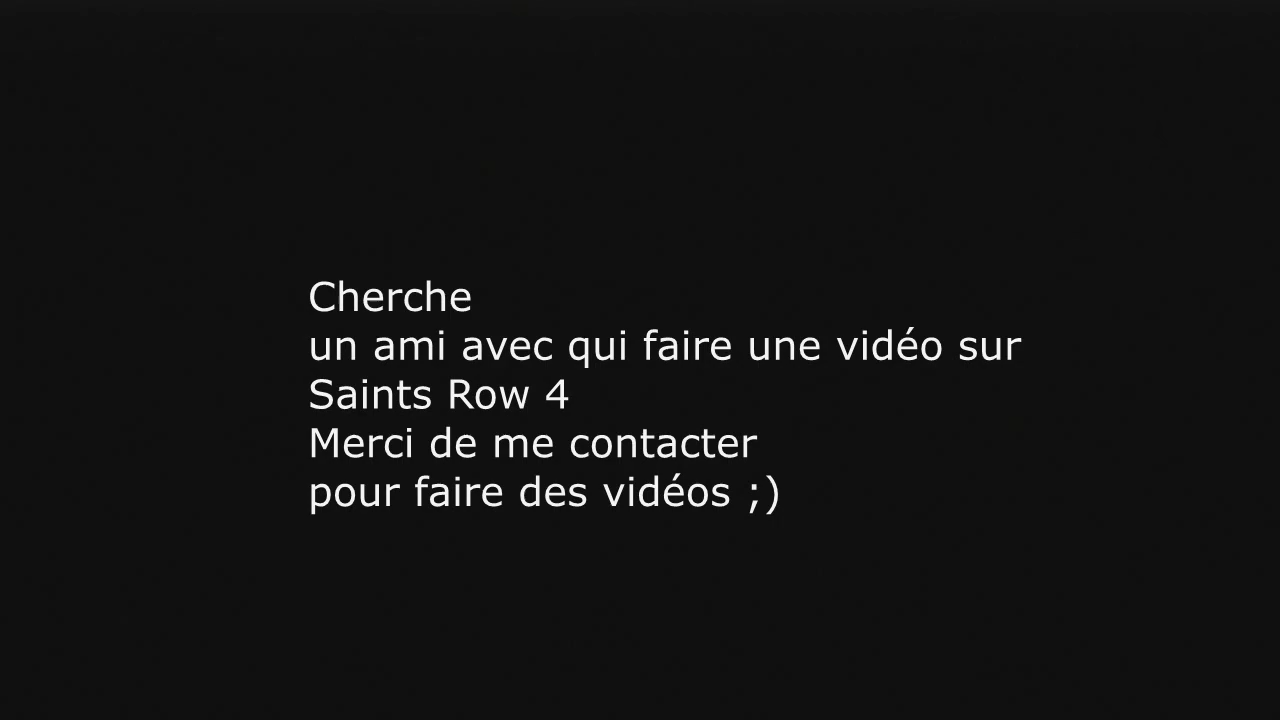 Cherche
un ami avec qui faire une vidéo sur
Saints Row 4
Merci de me contacter
pour faire des vidéos ;)